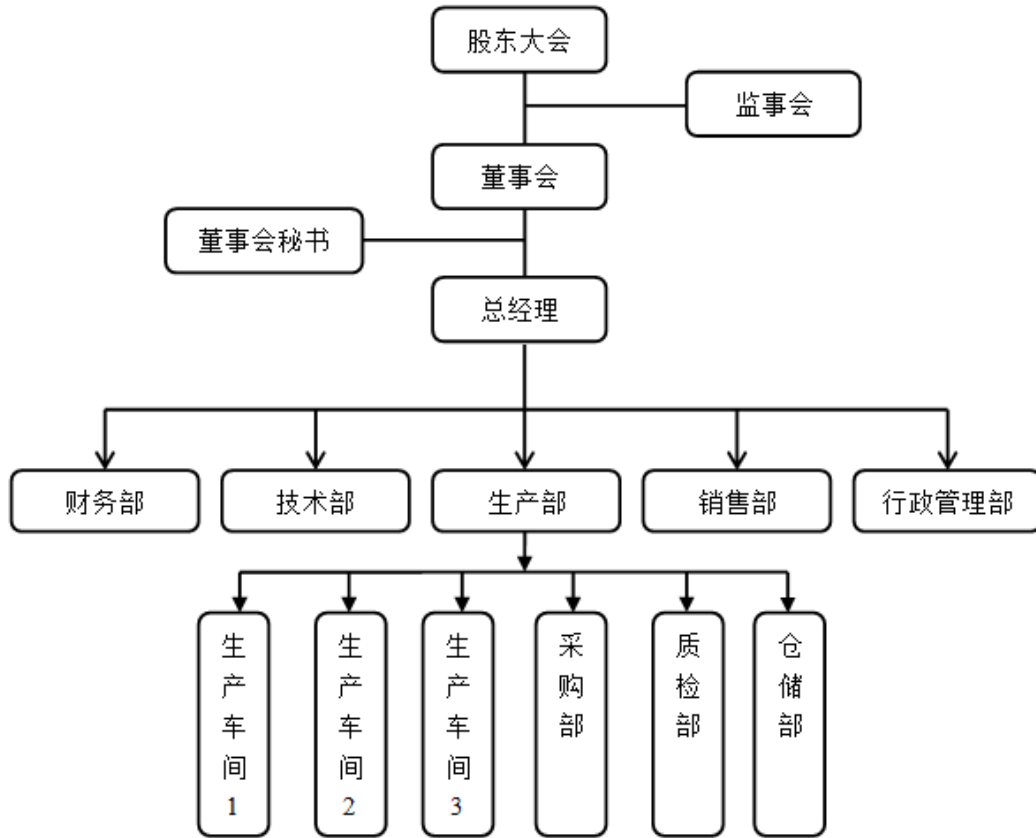 股东大会
监事会
董事会
董事会秘书
总经理
财务部
技术部
生产部
销售部
行政管理部
生产车间1
生产车间2
生产车间3
采购部
质检部
仓储部